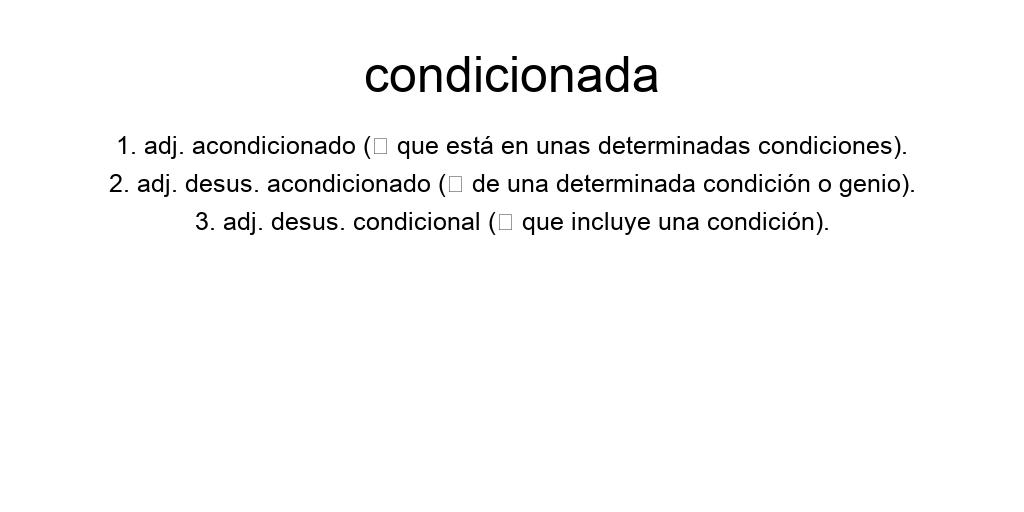 condicionada
1. adj. acondicionado (▯ que está en unas determinadas condiciones).
2. adj. desus. acondicionado (▯ de una determinada condición o genio).
3. adj. desus. condicional (▯ que incluye una condición).